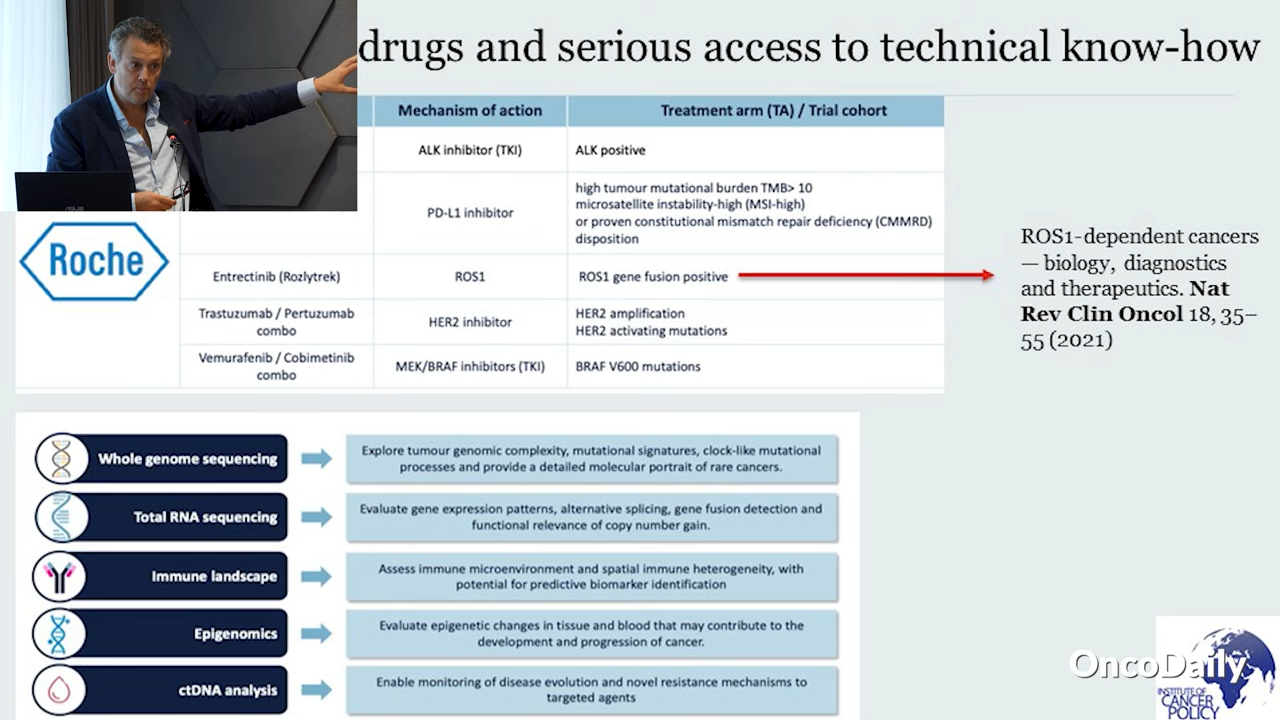 drugs and serious access to technical know-how
Mechanism of action
Treatment arm (TA) / Trial cohort
ALK inhibitor (TKI)
ALK positive
PD-L1 inhibitor
high tumour mutational burden TMB> 10
microsatellite instability-high (MSI-high)
or proven constitutional mismatch repair deficiency (CMMRD)
disposition
Roche
Entrectinib (Rozlytrek)
ROS1
ROS1 gene fusion positive
Trastuzumab / Pertuzumab
combo
HER2 inhibitor
HER2 amplification
HER2 activating mutations
Vemurafenib / Cobimetinib
combo
MEK/BRAF inhibitors (TKI)
BRAF V600 mutations
ROS1-dependent cancers
— biology, diagnostics
and therapeutics. Nat
Rev Clin Oncol 18, 35–
55 (2021)
Whole genome sequencing
Explore tumour genomic complexity, mutational signatures, clock-like mutational
processes and provide a detailed molecular portrait of rare cancers.
Total RNA sequencing
Evaluate gene expression patterns, alternative splicing, gene fusion detection and
functional relevance of copy number gain.
Immune landscape
Assess immune microenvironment and spatial immune heterogeneity, with
potential for predictive biomarker identification
Epigenomics
Evaluate epigenetic changes in tissue and blood that may contribute to the
development and progression of cancer.
ctDNA analysis
Enable monitoring of disease evolution and novel resistance mechanisms to
targeted agents
OncoDaily
INSTITUTE OF
CANCER
POLICY